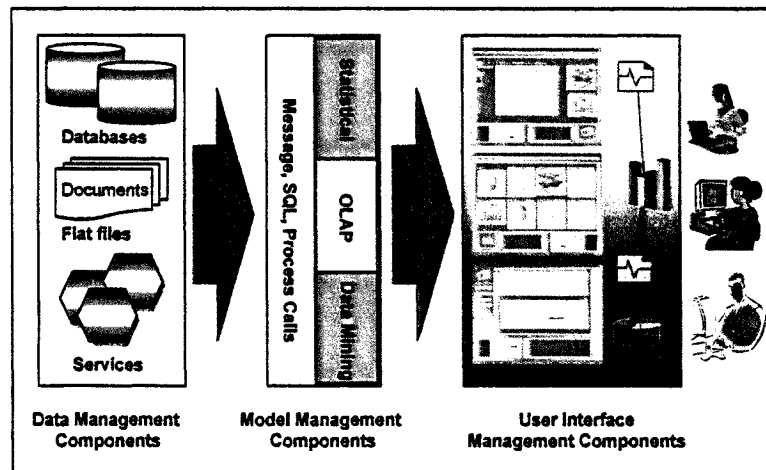 Databases
Documents
Flat files
Services
Message, SQL, Process Calls
Statistical
OLAP
Data Mining
Data Management
Components
Model Management
Components
User Interface
Management Components